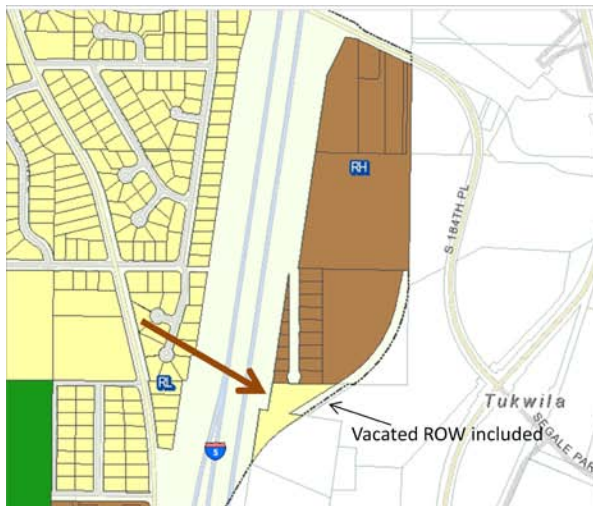 RH
S 184TH PL
RL
5
Tukwila
Vacated ROW included
SEGALE PAR